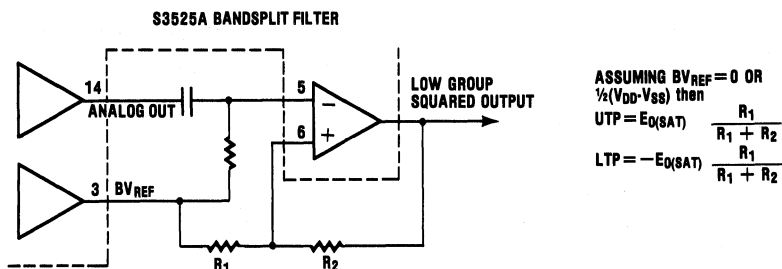 S3525A BANDSPLIT FILTER
14
ANALOG OUT
5
−
6
+
LOW GROUP
SQUARED OUTPUT
3
BVREF
R1
R2
ASSUMING BVREF=0 OR
½(VDD-VSS) then
UTP=EO(SAT) R1
R1 + R2
LTP=−EO(SAT) R1
R1 + R2